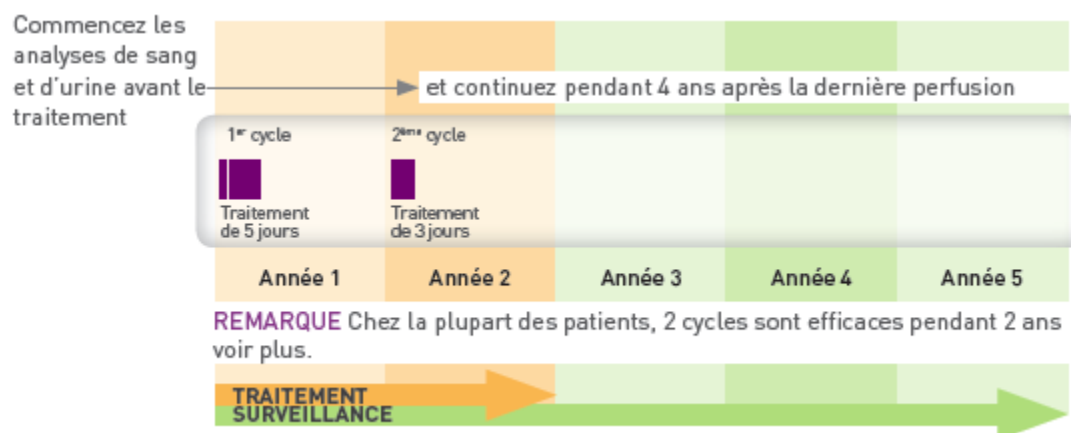 Commencez les
analyses de sang
et d'urine avant le
traitement
et continuez pendant 4 ans après la dernière perfusion
1er cycle
2ème cycle
Traitement
de 5 jours
Traitement
de 3 jours
Année 1
Année 2
Année 3
Année 4
Année 5
REMARQUE Chez la plupart des patients, 2 cycles sont efficaces pendant 2 ans
voir plus.
TRAITEMENT
SURVEILLANCE